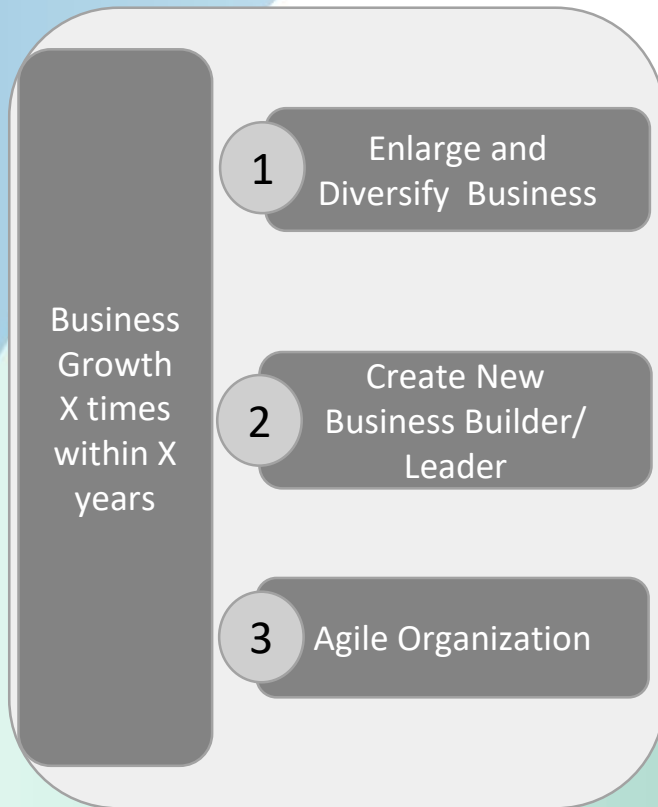 Business
Growth
X times
within X
years
1
Enlarge and
Diversify  Business
2
Create New
Business Builder/
Leader
3
Agile Organization